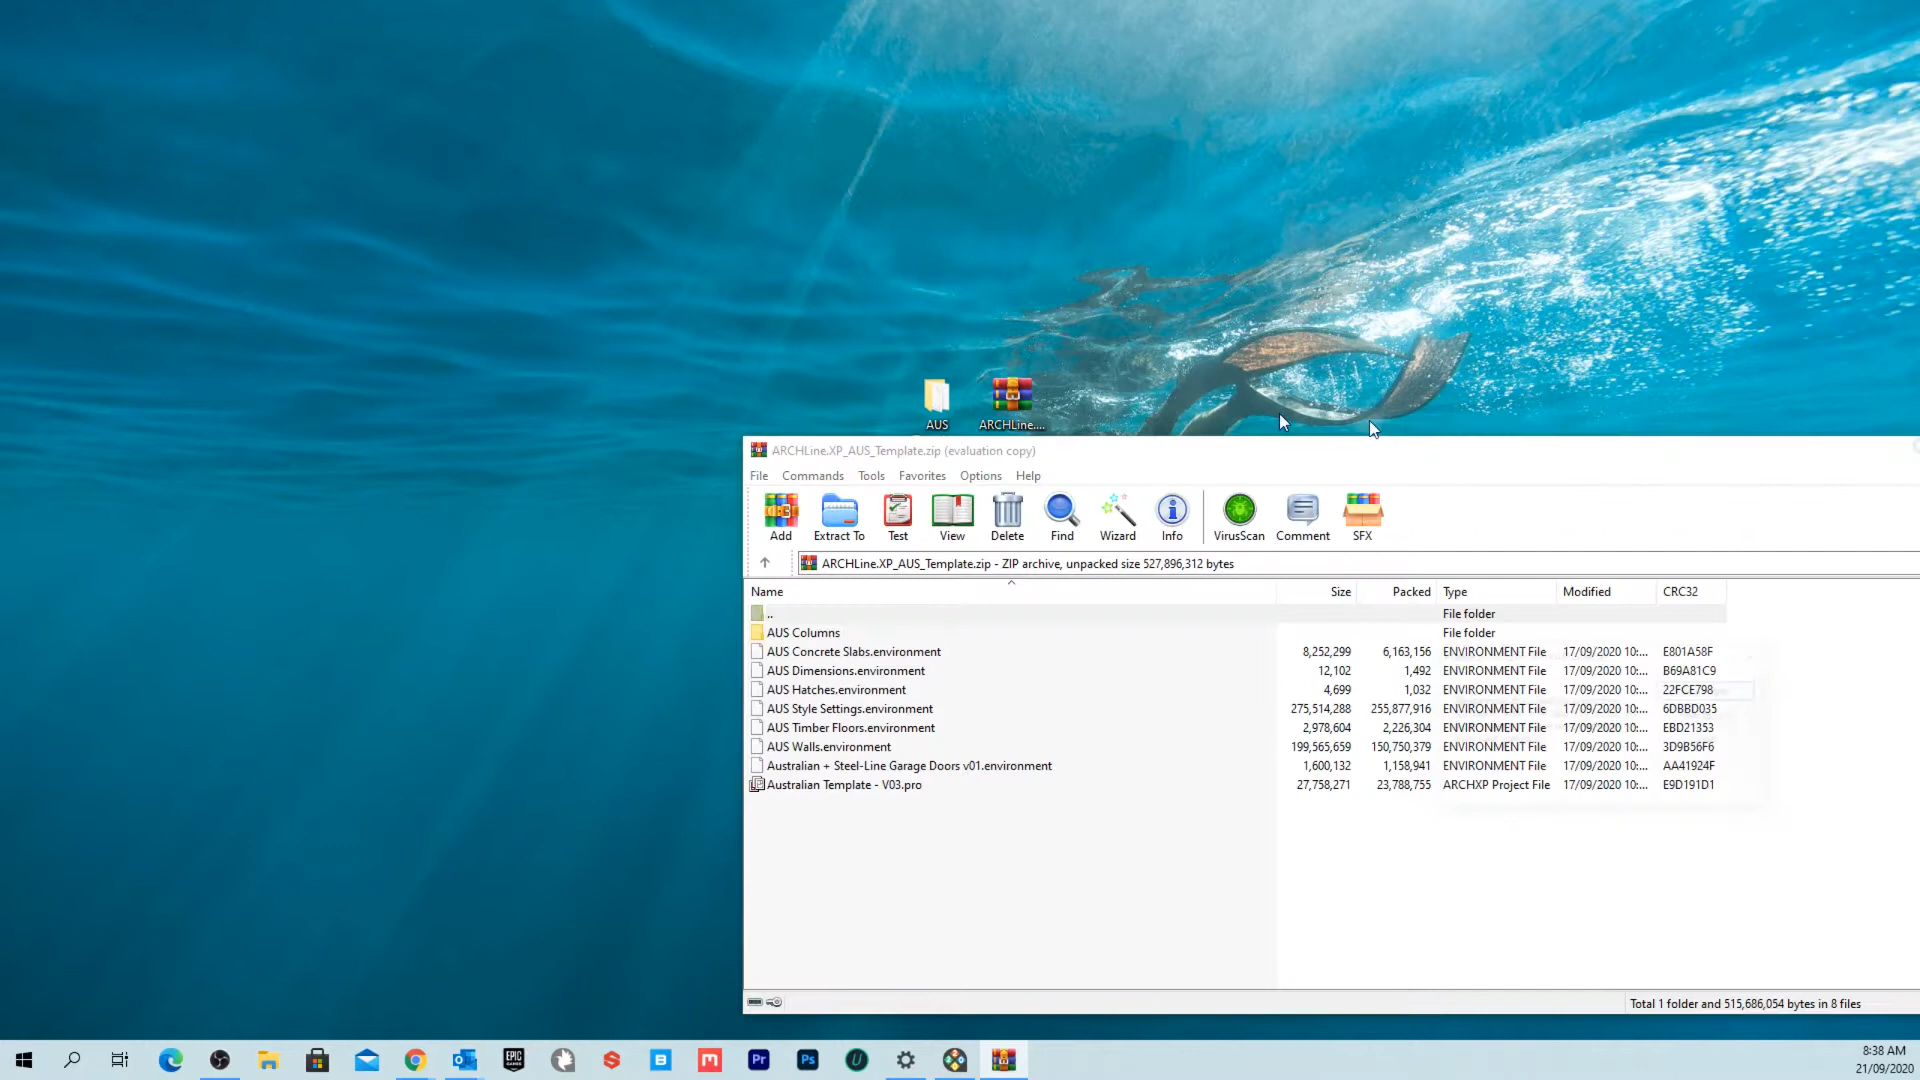 AUS
ARCHLine....
ARCHLine.XP_AUS_Template.zip (evaluation copy)
File Commands Tools Favorites Options Help
Add Extract To Test View Delete Find Wizard Info VirusScan Comment SFX
ARCHLine.XP_AUS_Template.zip - ZIP archive, unpacked size 527,896,312 bytes
Name Size Packed Type Modified CRC32
.. File folder
AUS Columns File folder
AUS Concrete Slabs.environment 8,252,299 6,163,156 ENVIRONMENT File 17/09/2020 10:... E801A58F
AUS Dimensions.environment 12,102 1,492 ENVIRONMENT File 17/09/2020 10:... B69A81C9
AUS Hatches.environment 4,699 1,032 ENVIRONMENT File 17/09/2020 10:... 22FCE798
AUS Style Settings.environment 275,514,288 255,877,916 ENVIRONMENT File 17/09/2020 10:... 6DBBD035
AUS Timber Floors.environment 2,978,604 2,226,304 ENVIRONMENT File 17/09/2020 10:... EBD21353
AUS Walls.environment 199,565,659 150,750,379 ENVIRONMENT File 17/09/2020 10:... 3D9B56F6
Australian + Steel-Line Garage Doors v01.environment 1,600,132 1,158,941 ENVIRONMENT File 17/09/2020 10:... AA41924F
Australian Template - V03.pro 27,758,271 23,788,755 ARCHXP Project File 17/09/2020 10:... E9D191D1
Total 1 folder and 515,686,054 bytes in 8 files
EPIC GAMES
Pr
Ps
8:38 AM
21/09/2020